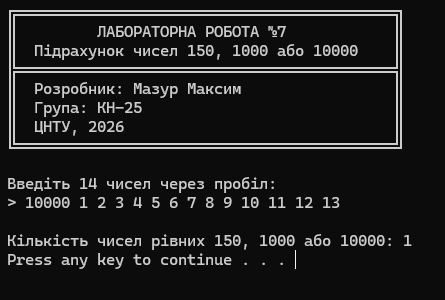 ЛАБОРАТОРНА РОБОТА №7
Підрахунок чисел 150, 1000 або 10000
Розробник: Мазур Максим
Група: КН-25
ЦНТУ, 2026
Введіть 14 чисел через пробіл:
> 10000 1 2 3 4 5 6 7 8 9 10 11 12 13
Кількість чисел рівних 150, 1000 або 10000: 1
Press any key to continue . . .